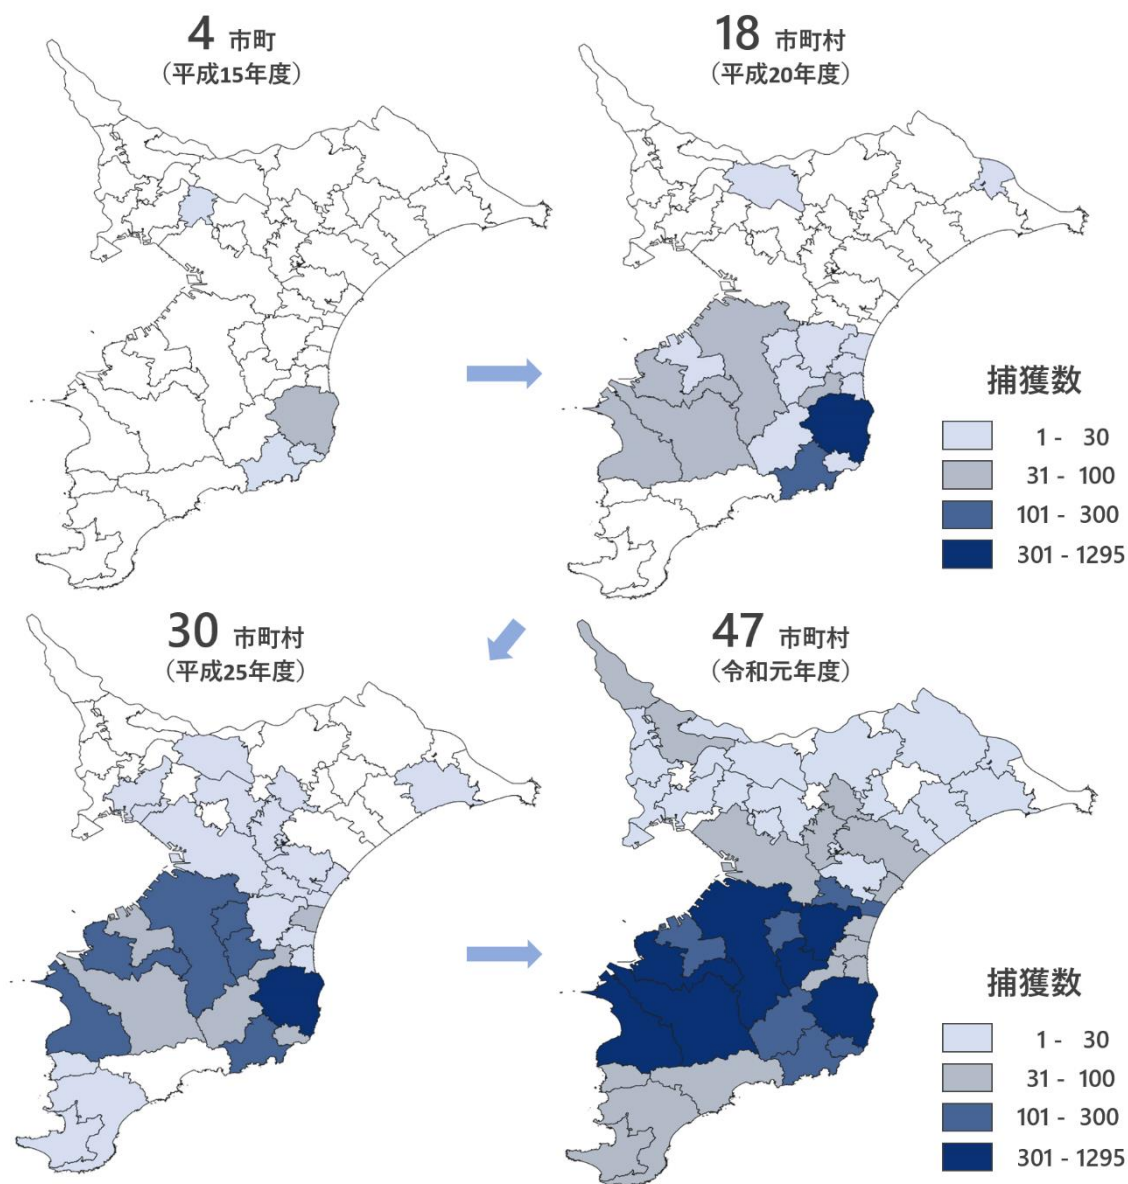 4 市町
（平成15年度）
18 市町村
（平成20年度）
捕獲数
1 - 30
31 - 100
101 - 300
301 - 1295
30 市町村
（平成25年度）
47 市町村
（令和元年度）
捕獲数
1 - 30
31 - 100
101 - 300
301 - 1295